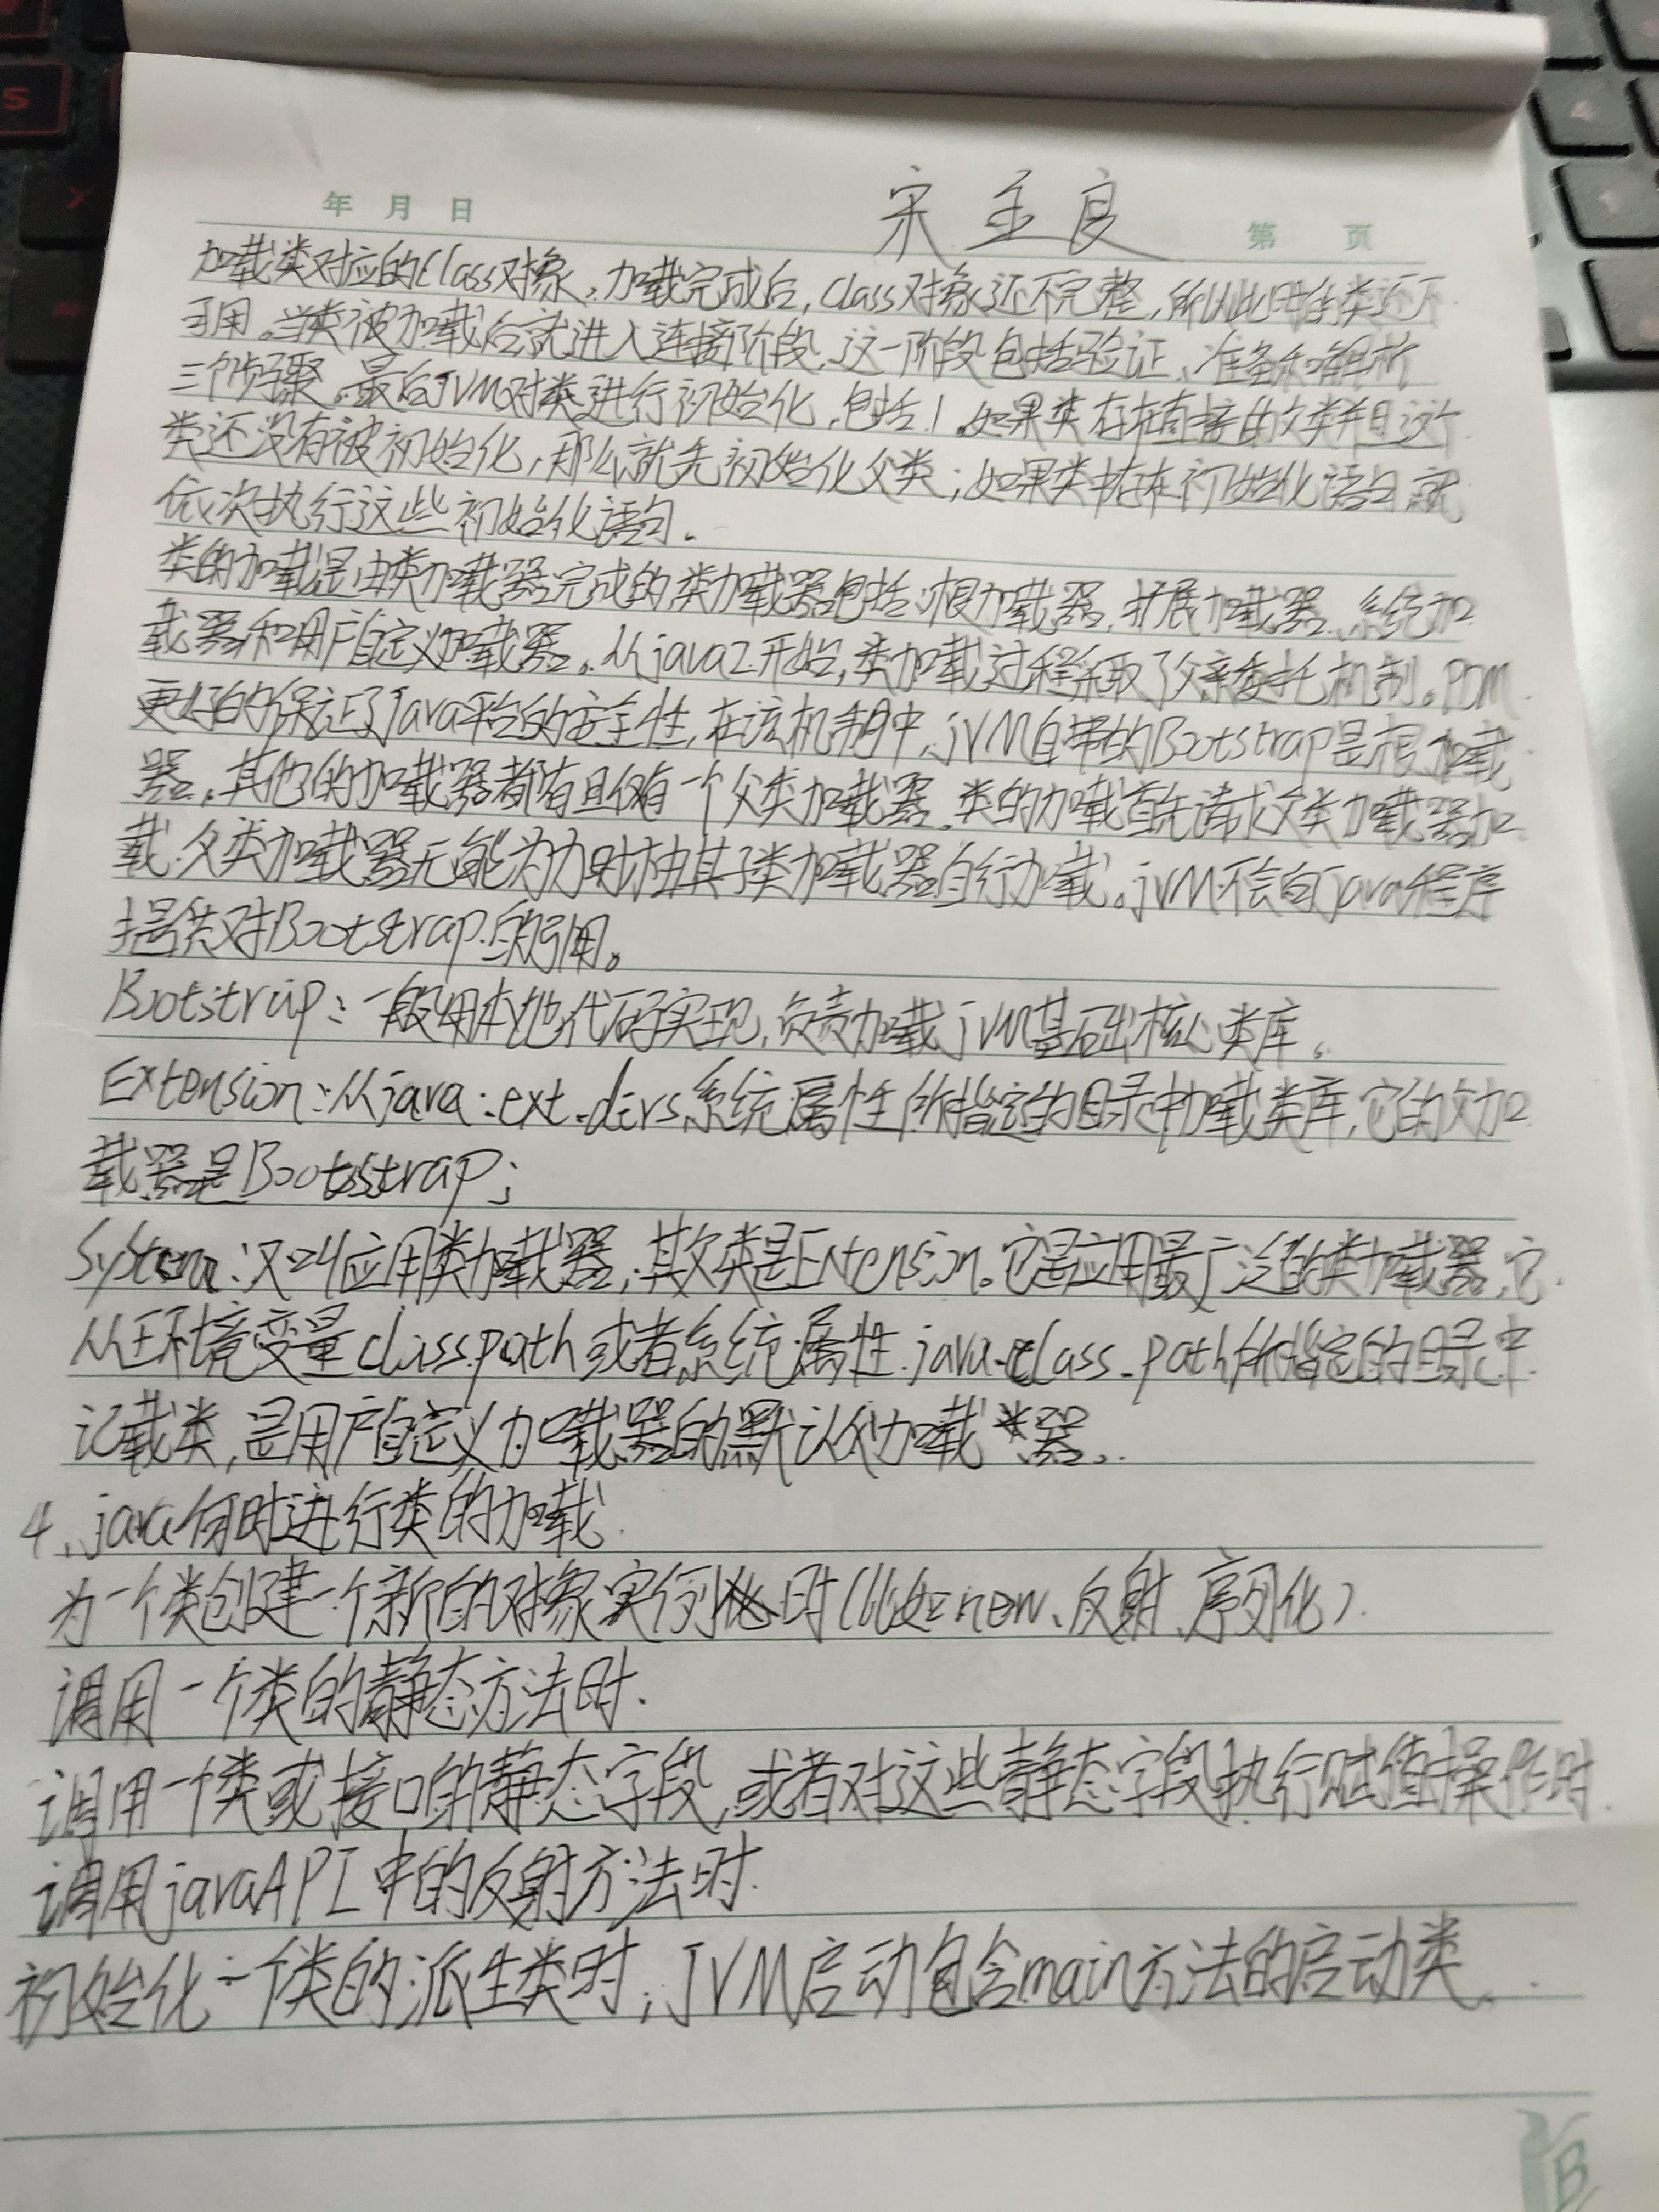 年 月 日
宋 主 良
第 页
加载类对应的Class对象,加载完成后,Class对象还不完整,所以此时的类还不
可用。当类被加载后就进入连接阶段,这一阶段包括验证、准备和解析
三个步骤。最后JVM对类进行初始化,包括1.如果类存在直接的父类并且这个
类还没有被初始化,那么就先初始化父类;如果类中存在初始化语句就
依次执行这些初始化语句。
类的加载是由类加载器完成的类加载器包括:根加载器,扩展加载器、系统加
载器和用户自定义加载器。从java2开始,类加载过程采取了父亲委托机制。PDM
更好的保证了Java平台的安全性,在该机制中,JVM自带的Bootstrap是根加载
器,其他的加载器都有且仅有一个父类加载器,类的加载首先请求父类加载器加
载,父类加载器无能为力时才由其子类加载器自行加载。JVM不会向java程序
提供对Bootstrap的引用。
Bootstrap:一般用本地代码实现,负责加载JVM基础核心类库。
Extension:从java.ext.dirs系统属性所指定的目录中加载类库,它的父加
载器是Bootsstrap;
System:又叫应用类加载器,其父类是Extension。它是应用最广泛的类加载器,它
从环境变量classpath或者系统属性java.class.path所指定的目录中
记载类,是用户自定义加载器的默认父加载器。
4、java何时进行类的加载
为一个类创建一个新的对象实例时(比如new、反射、序列化)
调用一个类的静态方法时.
调用一个类或接口的静态字段,或者对这些静态字段执行赋值操作时.
调用javaAPI中的反射方法时.
初始化一个类的派生类时,JVM启动包含main方法的启动类。
B